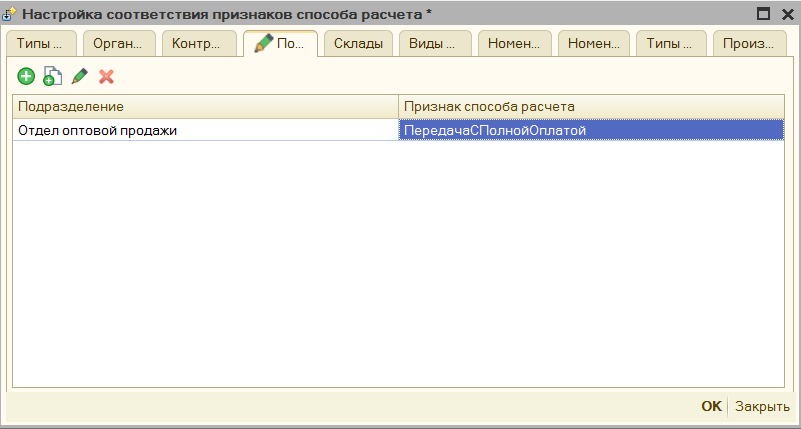 Настройка соответствия признаков способа расчета *
Типы ... Орган... Контр... По... Склады Виды ... Номен... Номен... Типы ... Произ...
Подразделение Признак способа расчета
Отдел оптовой продажи ПередачаСПолнойОплатой
OK Закрыть